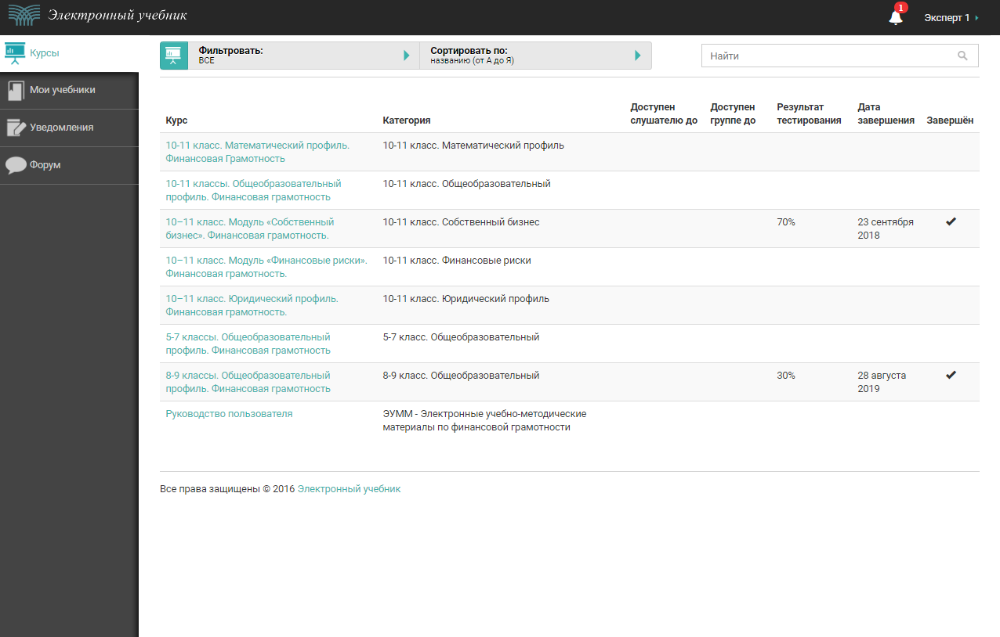 Электронный учебник
1
Эксперт 1
Курсы
Мои учебники
Уведомления
Форум
Фильтровать:
ВСЕ
Сортировать по:
названию (от А до Я)
Найти
Курс
Категория
Доступен
слушателю до
Доступен
группе до
Результат
тестирования
Дата
завершения
Завершён
10-11 класс. Математический профиль.
Финансовая Грамотность
10-11 класс. Математический профиль
10-11 классы. Общеобразовательный
профиль. Финансовая грамотность
10-11 класс. Общеобразовательный
10–11 класс. Модуль «Собственный
бизнес». Финансовая грамотность.
10-11 класс. Собственный бизнес
70%
23 сентября
2018
10–11 класс. Модуль «Финансовые риски».
Финансовая грамотность.
10-11 класс. Финансовые риски
10–11 класс. Юридический профиль.
Финансовая грамотность.
10-11 класс. Юридический профиль
5-7 классы. Общеобразовательный
профиль. Финансовая грамотность
5-7 класс. Общеобразовательный
8-9 классы. Общеобразовательный
профиль. Финансовая грамотность
8-9 класс. Общеобразовательный
30%
28 августа
2019
Руководство пользователя
ЭУММ - Электронные учебно-методические
материалы по финансовой грамотности
Все права защищены © 2016 Электронный учебник